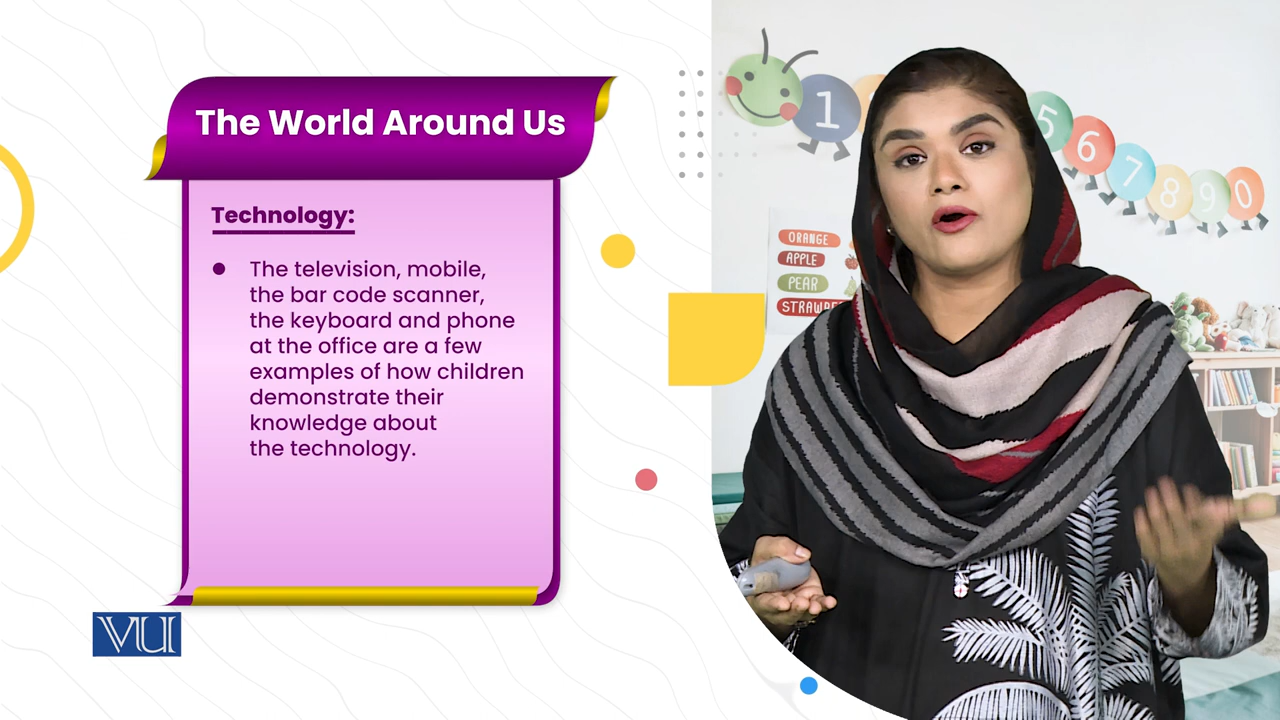 The World Around Us
Technology:
The television, mobile,
the bar code scanner,
the keyboard and phone
at the office are a few
examples of how children
demonstrate their
knowledge about
the technology.
VU
1
5
6
7
8
9
0
ORANGE
APPLE
PEAR